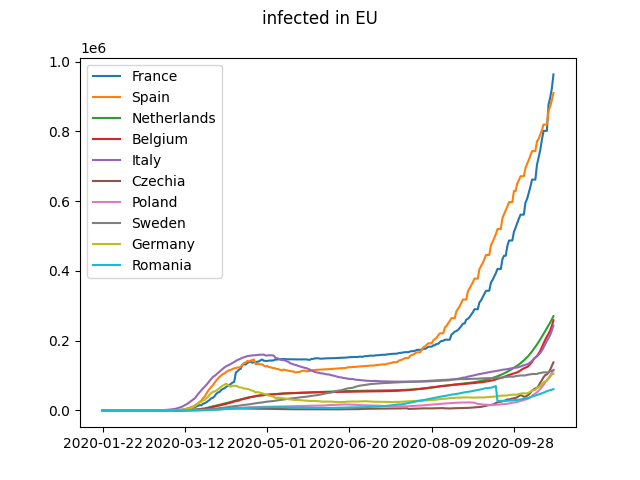 infected in EU
1e6
1.0
0.8
0.6
0.4
0.2
0.0
France
Spain
Netherlands
Belgium
Italy
Czechia
Poland
Sweden
Germany
Romania
2020-01-22 2020-03-12 2020-05-01 2020-06-20 2020-08-09 2020-09-28